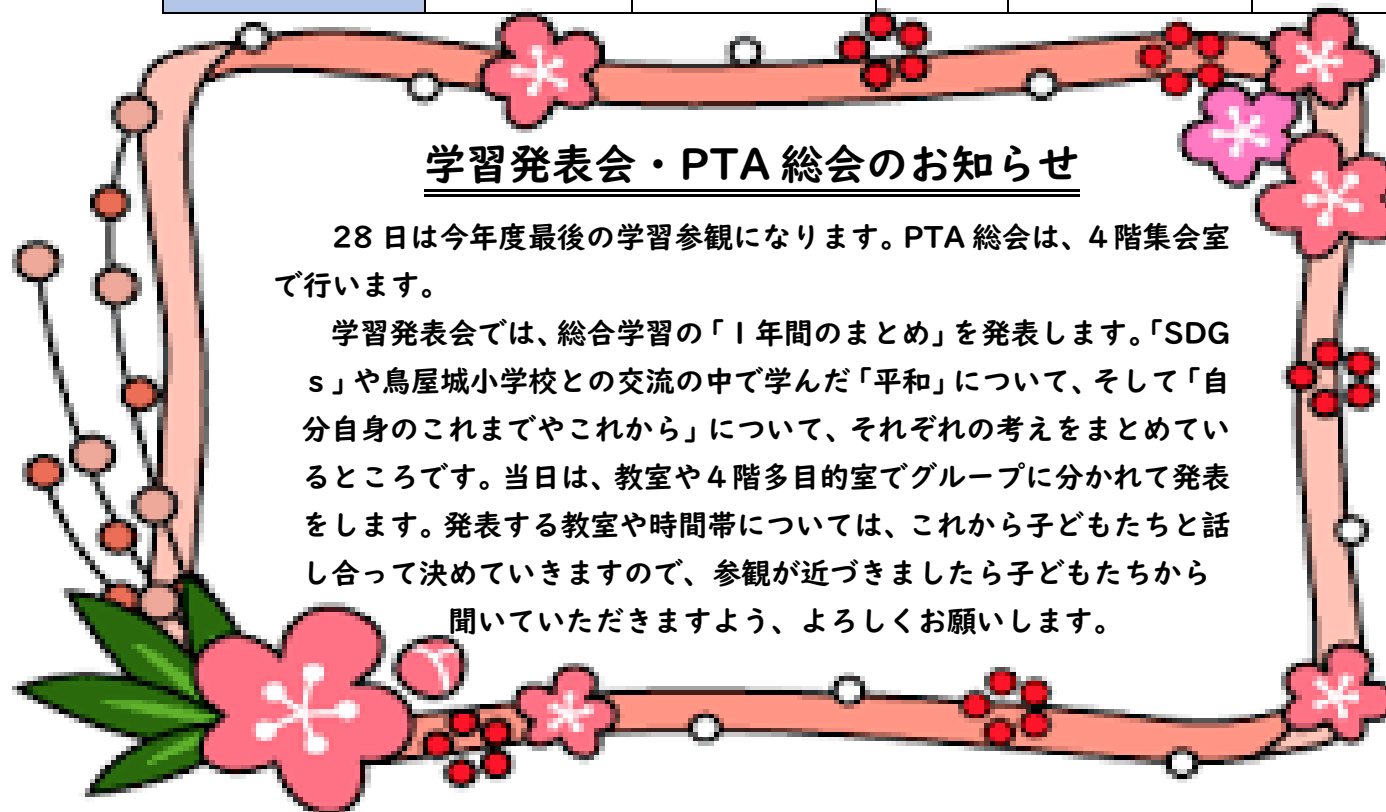 学習発表会・PTA総会のお知らせ
28日は今年度最後の学習参観になります。PTA総会は、4階集会室
で行います。
学習発表会では、総合学習の「1年間のまとめ」を発表します。「SDG
s」や鳥屋城小学校との交流の中で学んだ「平和」について、そして「自
分自身のこれまでやこれから」について、それぞれの考えをまとめてい
るところです。当日は、教室や4階多目的室でグループに分かれて発表
をします。発表する教室や時間帯については、これから子どもたちと話
し合って決めていきますので、参観が近づきましたら子どもたちから
聞いていただきますよう、よろしくお願いします。